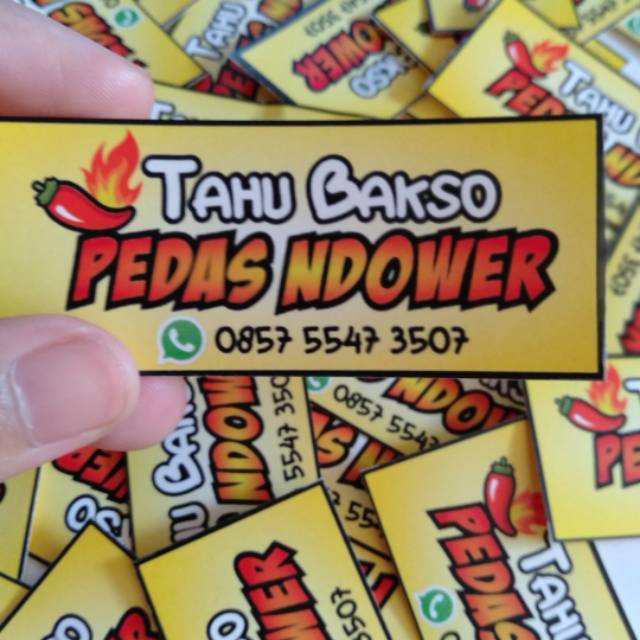 Tahu Bakso
PEDAS NDOWER
0857 5547 3507